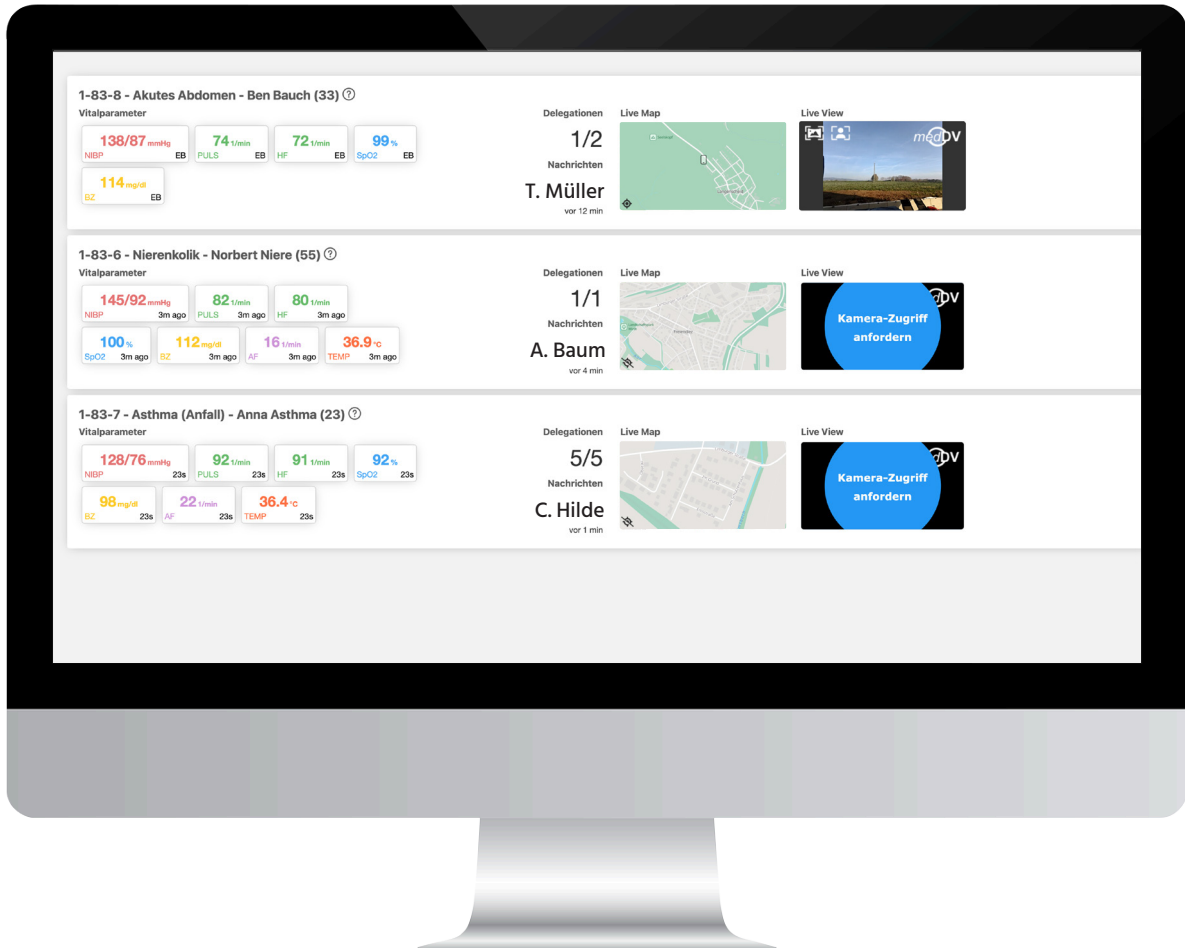 1-83-8 - Akutes Abdomen - Ben Bauch (33) ?
Vitalparameter
138/87 mmHg
NIBP EB
74 1/min
PULS EB
72 1/min
HF EB
99 %
SpO2 EB
114 mg/dl
BZ EB
Delegationen
1/2
Nachrichten
T. Müller
vor 12 min
Live Map
Live View
medDV
1-83-6 - Nierenkolik - Norbert Niere (55) ?
Vitalparameter
145/92 mmHg
NIBP 3m ago
82 1/min
PULS 3m ago
80 1/min
HF 3m ago
100 %
SpO2 3m ago
112 mg/dl
BZ 3m ago
16 1/min
AF 3m ago
36.9 °C
TEMP 3m ago
Delegationen
1/1
Nachrichten
A. Baum
vor 4 min
Live Map
Live View
DV
Kamera-Zugriff
anfordern
1-83-7 - Asthma (Anfall) - Anna Asthma (23) ?
Vitalparameter
128/76 mmHg
NIBP 23s
92 1/min
PULS 23s
91 1/min
HF 23s
92 %
SpO2 23s
98 mg/dl
BZ 23s
22 1/min
AF 23s
36.4 °C
TEMP 23s
Delegationen
5/5
Nachrichten
C. Hilde
vor 1 min
Live Map
Live View
DV
Kamera-Zugriff
anfordern